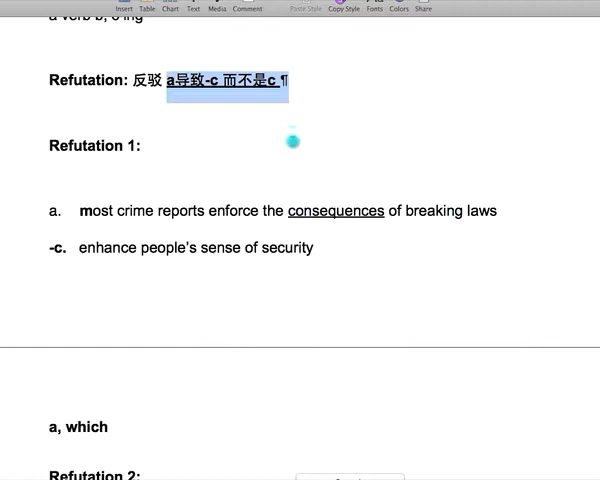 Insert Table Chart Text Media Comment Paste Style Copy Style Fonts Colors Share
a verb b, c ing
Refutation: 反驳 a导致-c 而不是c ¶
Refutation 1:
a. most crime reports enforce the consequences of breaking laws
-c. enhance people's sense of security
a, which
Refutation 2: